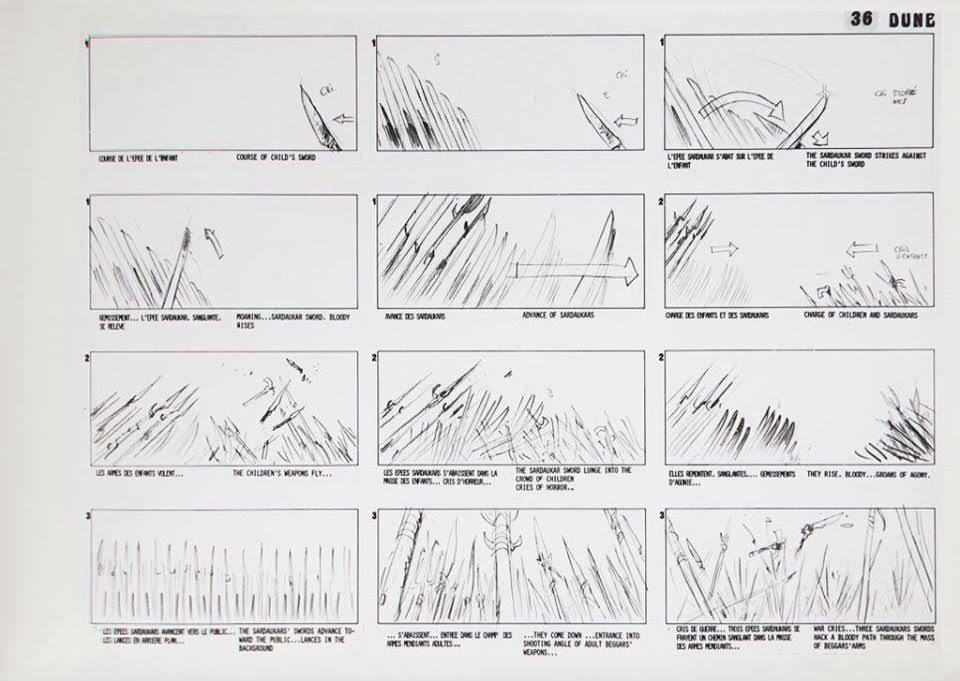 36 DUNE
1
CRI
COURSE DE L'EPEE DE L'ENFANT
COURSE OF CHILD'S SWORD
1
S
CRI
1
CRI
L'EPEE SARDAUKAR S'ABAT SUR L'EPEE DE
L'ENFANT
THE SARDAUKAR SWORD STRIKES AGAINST
THE CHILD'S SWORD
1
GEMISSEMENT... L'EPEE SARDAUKAR, SANGLANTE,
SE RELEVE
MOANING...SARDAUKAR SWORD, BLOODY
RISES
1
AVANCE DES SARDAUKARS
ADVANCE OF SARDAUKARS
2
CRIS
D'ENFANTS
CHARGE DES ENFANTS ET DES SARDAUKARS
CHARGE OF CHILDREN AND SARDAUKARS
2
LES ARMES DES ENFANTS VOLENT...
THE CHILDREN'S WEAPONS FLY...
2
LES EPEES SARDAUKARS S'ABAISSENT DANS LA
MASSE DES ENFANTS... CRIS D'HORREUR...
THE SARDAUKAR SWORD LUNGE INTO THE
CROWD OF CHILDREN
CRIES OF HORROR...
2
ELLES REMONTENT, SANGLANTES.... GEMISSEMENTS
D'AGONIE...
THEY RISE, BLOODY...GROANS OF AGONY.
3
LES EPEES SARDAUKARS AVANCENT VERS LE PUBLIC...
LES LANCES EN ARRIERE PLAN...
THE SARDAUKARS' SWORDS ADVANCE TO-
WARD THE PUBLIC...LANCES IN THE
BACKGROUND
3
... S'ABAISSENT... ENTREE DANS LE CHAMP DES
ARMES MENDIANTS ADULTES...
...THEY COME DOWN ...ENTRANCE INTO
SHOOTING ANGLE OF ADULT BEGGARS'
WEAPONS...
3
CRIS DE GUERRE... TROIS EPEES SARDAUKARS SE
FRAYENT UN CHEMIN SANGLANT DANS LA MASSE
DES ARMES MENDIANTS...
WAR CRIES...THREE SARDAUKARS SWORDS
HACK A BLOODY PATH THROUGH THE MASS
OF BEGGARS'ARMS